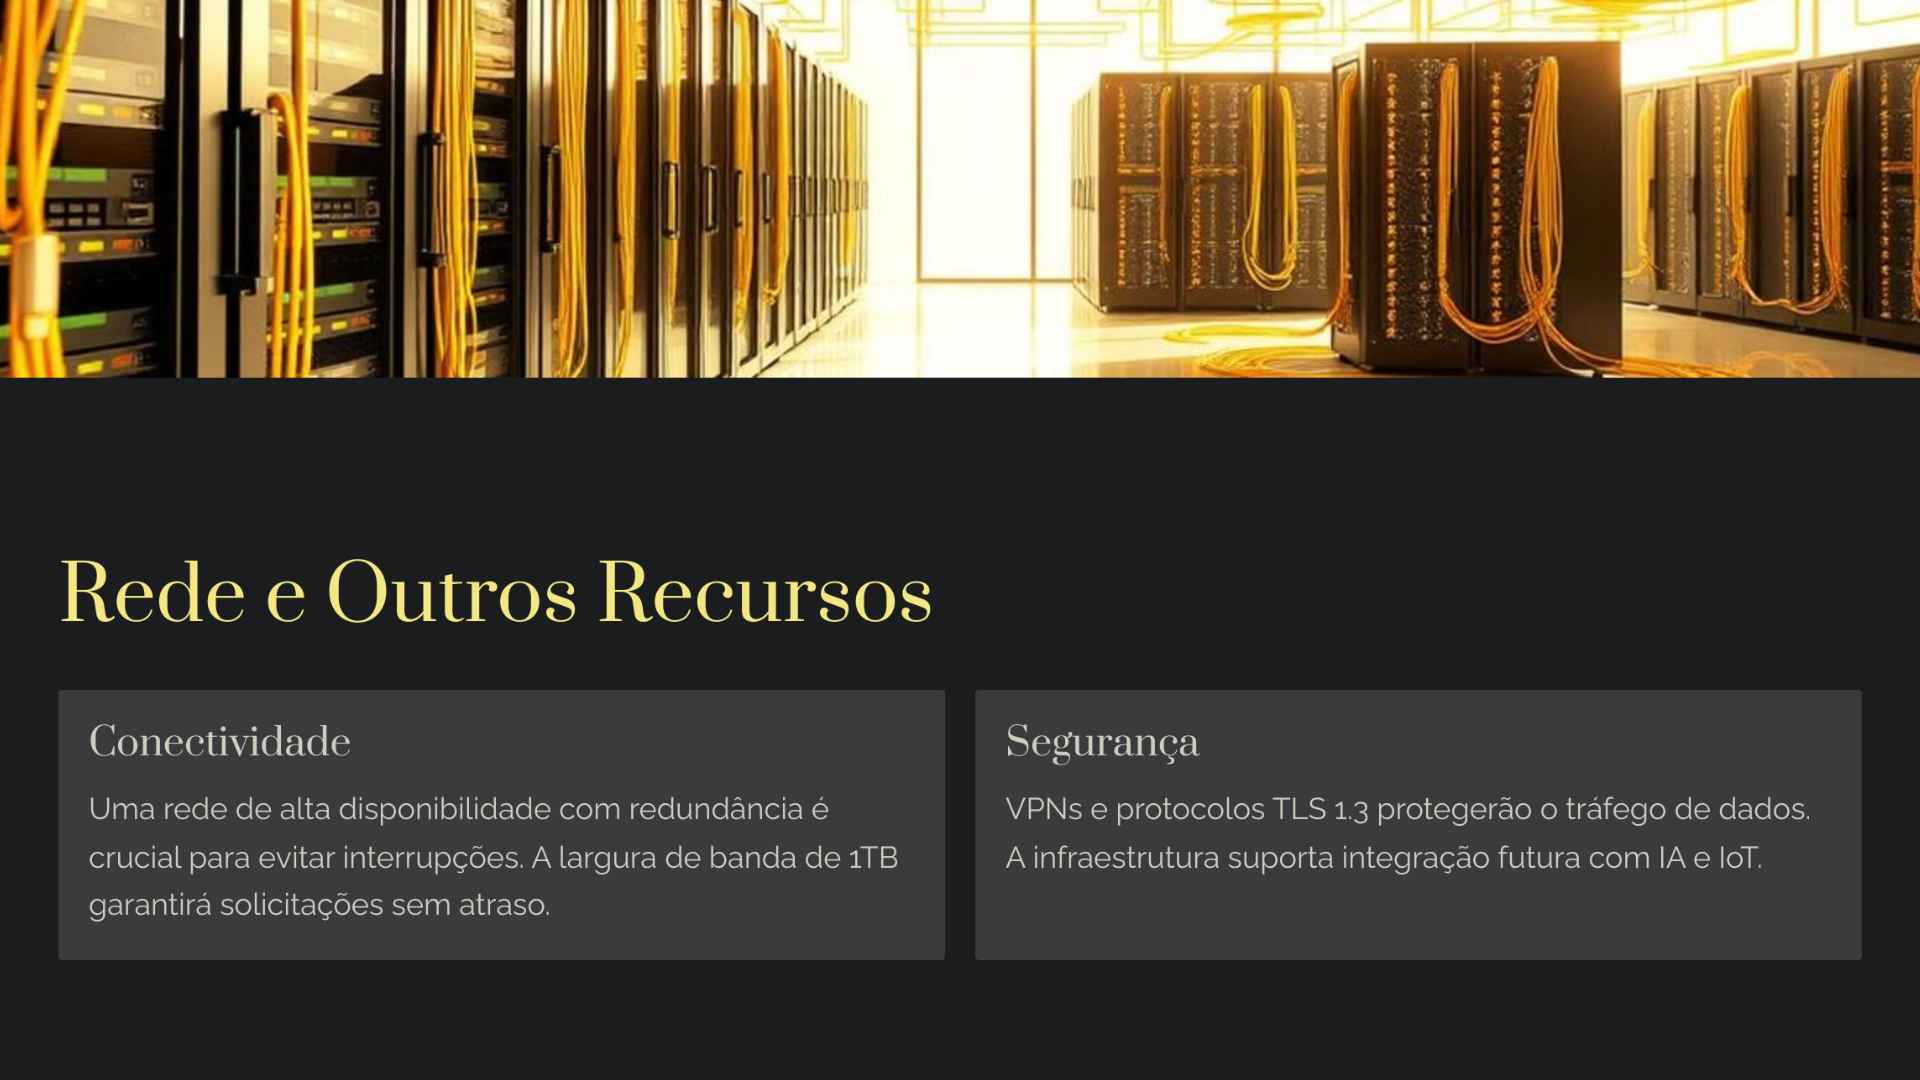 Rede e Outros Recursos
Conectividade
Uma rede de alta disponibilidade com redundância é
crucial para evitar interrupções. A largura de banda de 1TB
garantirá solicitações sem atraso.
Segurança
VPNs e protocolos TLS 1.3 protegerão o tráfego de dados.
A infraestrutura suporta integração futura com IA e IoT.